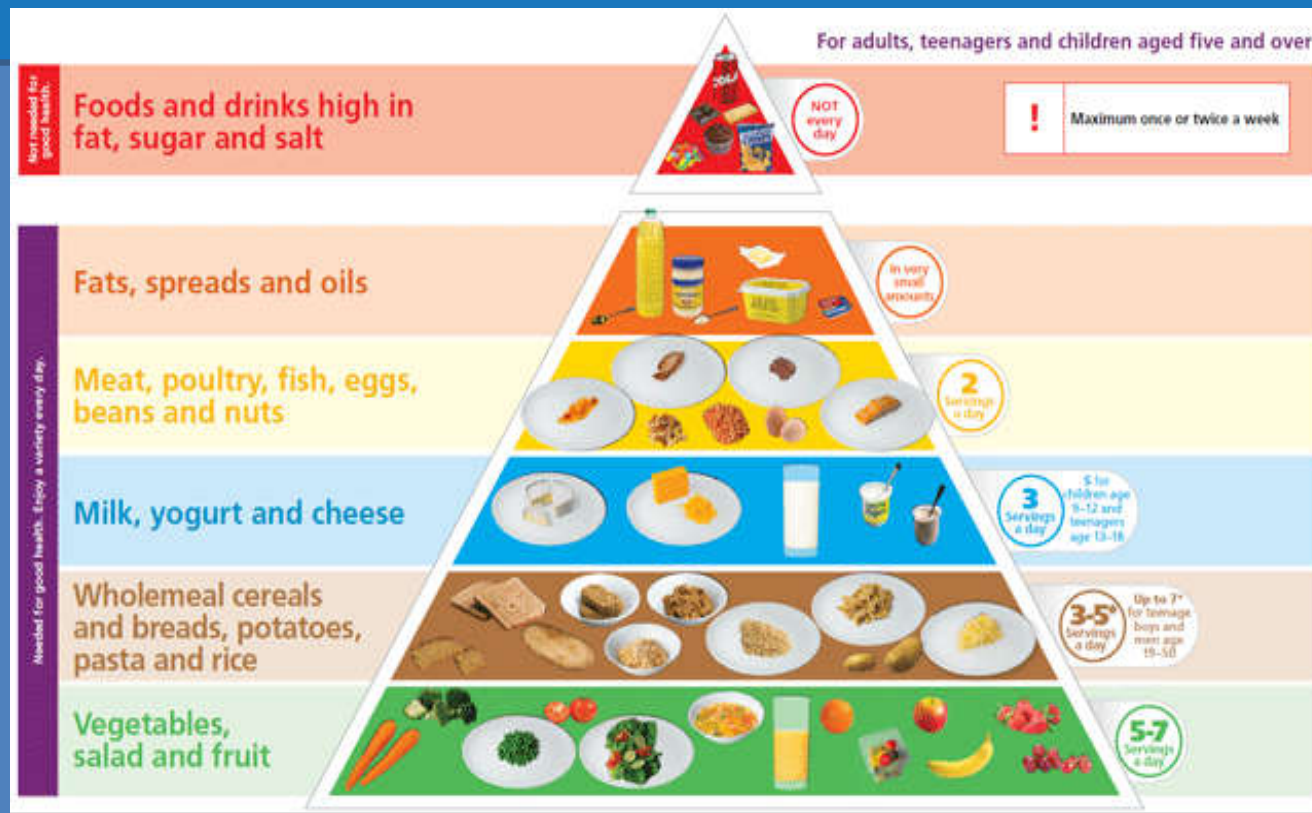 For adults, teenagers and children aged five and over
Not needed for
good health.
Foods and drinks high in
fat, sugar and salt
NOT
every
day
!
Maximum once or twice a week
Needed for good health. Enjoy a variety every day.
Fats, spreads and oils
In very
small
amounts
Meat, poultry, fish, eggs,
beans and nuts
2
Servings
a day
Milk, yogurt and cheese
3
Servings
a day
for
children age
9–12 and
teenagers
age 13–18
Wholemeal cereals
and breads, potatoes,
pasta and rice
3-5*
Servings
a day
Up to 7*
for teenage
boys and
men age
19–50
Vegetables,
salad and fruit
5-7
Servings
a day